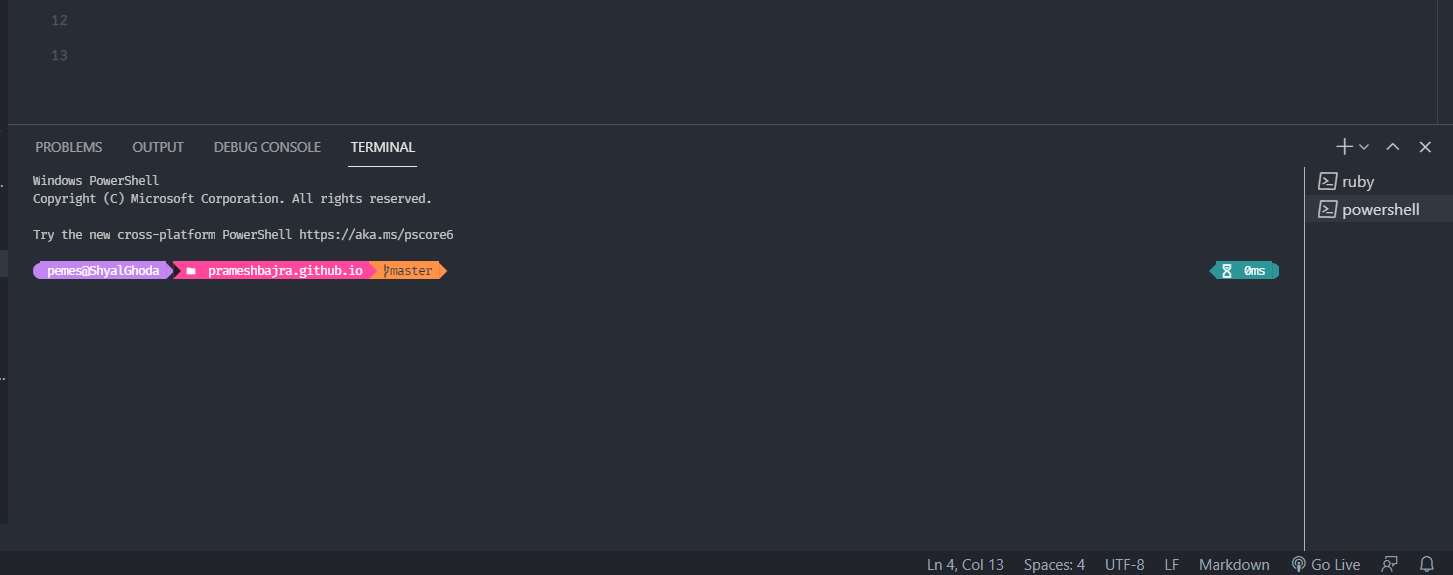 12
13
PROBLEMS OUTPUT DEBUG CONSOLE TERMINAL
Windows PowerShell
Copyright (C) Microsoft Corporation. All rights reserved.
Try the new cross-platform PowerShell https://aka.ms/pscore6
pemes@ShyalGhoda prameshbajra.github.io master 0ms
ruby
powershell
Ln 4, Col 13 Spaces: 4 UTF-8 LF Markdown Go Live